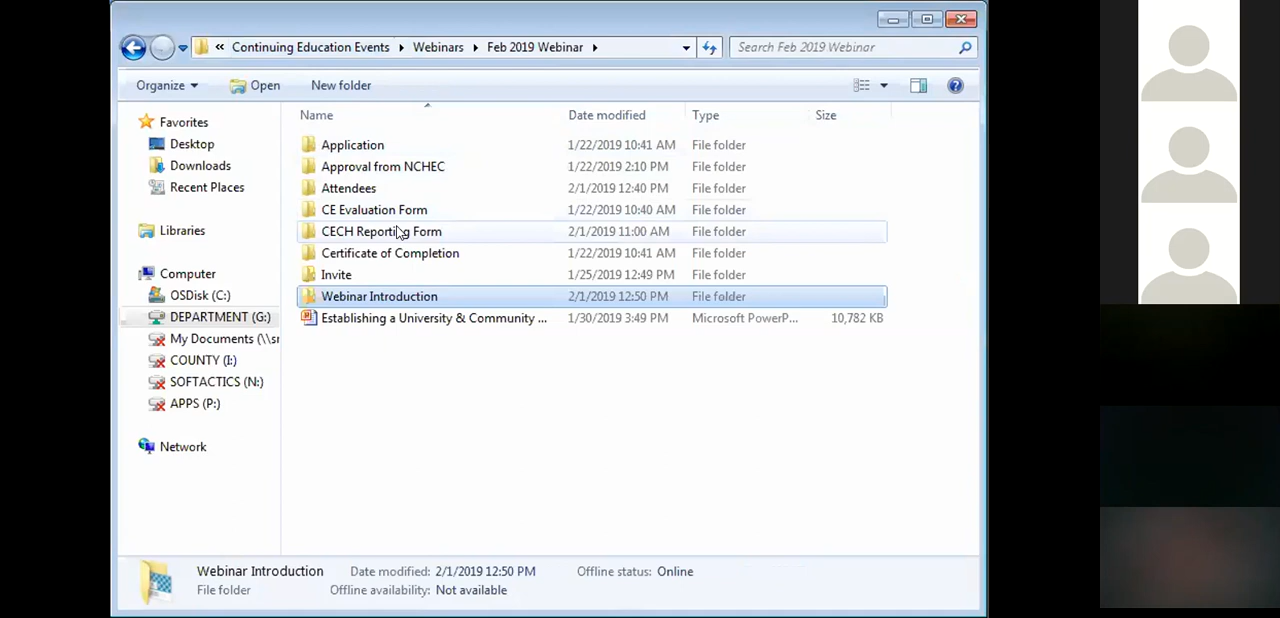 « Continuing Education Events Webinars Feb 2019 Webinar Search Feb 2019 Webinar
Organize Open New folder
Name Date modified Type Size
Favorites
Desktop
Downloads
Recent Places
Libraries
Computer
OSDisk (C:)
DEPARTMENT (G:)
My Documents (\\sr
COUNTY (I:)
SOFTACTICS (N:)
APPS (P:)
Network
Application 1/22/2019 10:41 AM File folder
Approval from NCHEC 1/22/2019 2:10 PM File folder
Attendees 2/1/2019 12:40 PM File folder
CE Evaluation Form 1/22/2019 10:40 AM File folder
CECH Reporting Form 2/1/2019 11:00 AM File folder
Certificate of Completion 1/22/2019 10:41 AM File folder
Invite 1/25/2019 12:49 PM File folder
Webinar Introduction 2/1/2019 12:50 PM File folder
Establishing a University & Community ... 1/30/2019 3:49 PM Microsoft PowerP... 10,782 KB
Webinar Introduction Date modified: 2/1/2019 12:50 PM Offline status: Online
File folder Offline availability: Not available